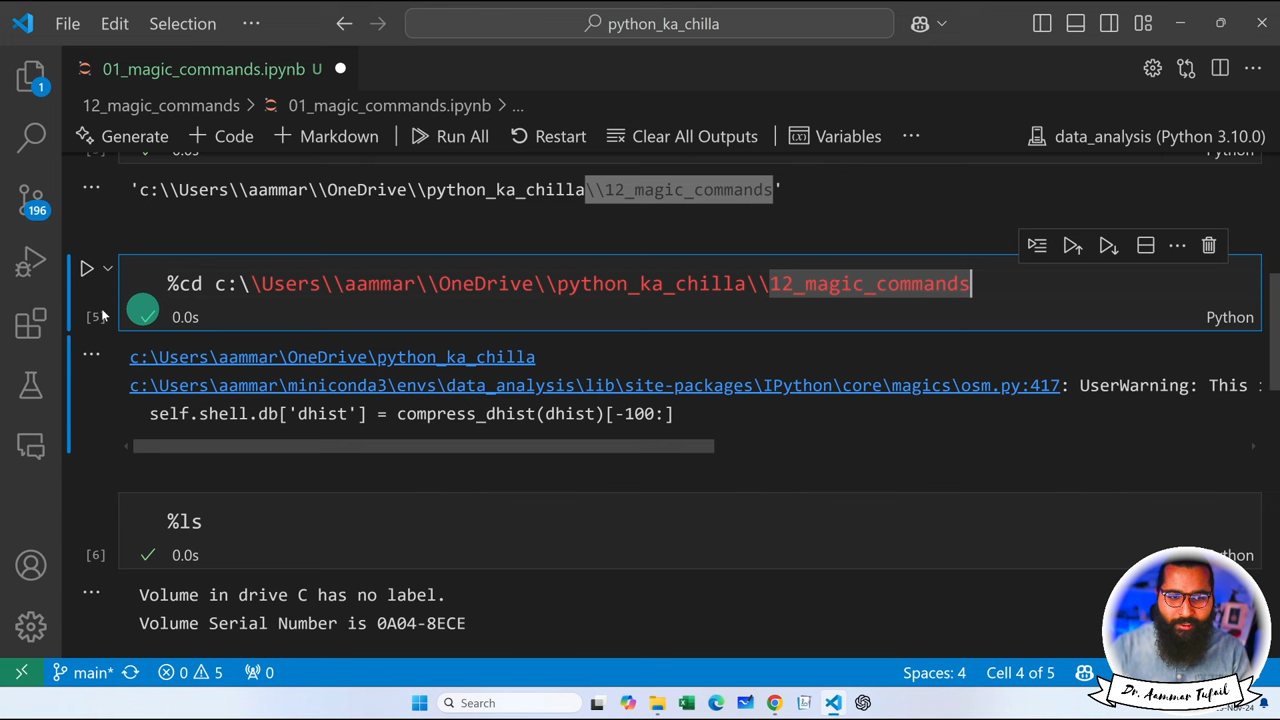 File Edit Selection ··· python_ka_chilla
01_magic_commands.ipynb U
1
12_magic_commands > 01_magic_commands.ipynb > ...
Generate + Code + Markdown Run All Restart Clear All Outputs Variables ··· data_analysis (Python 3.10.0)
0.0s Python
'c:\\Users\\aammar\\OneDrive\\python_ka_chilla\\12_magic_commands'
196
%cd c:\\Users\\aammar\\OneDrive\\python_ka_chilla\\12_magic_commands
[5] 0.0s Python
c:\Users\aammar\OneDrive\python_ka_chilla
c:\Users\aammar\miniconda3\envs\data_analysis\lib\site-packages\IPython\core\magics\osm.py:417: UserWarning: This
self.shell.db['dhist'] = compress_dhist(dhist)[-100:]
%ls
[6] 0.0s
Volume in drive C has no label.
Volume Serial Number is 0A04-8ECE
main* 0 5 0 Spaces: 4 Cell 4 of 5
Dr. Aammar Tufail
Search